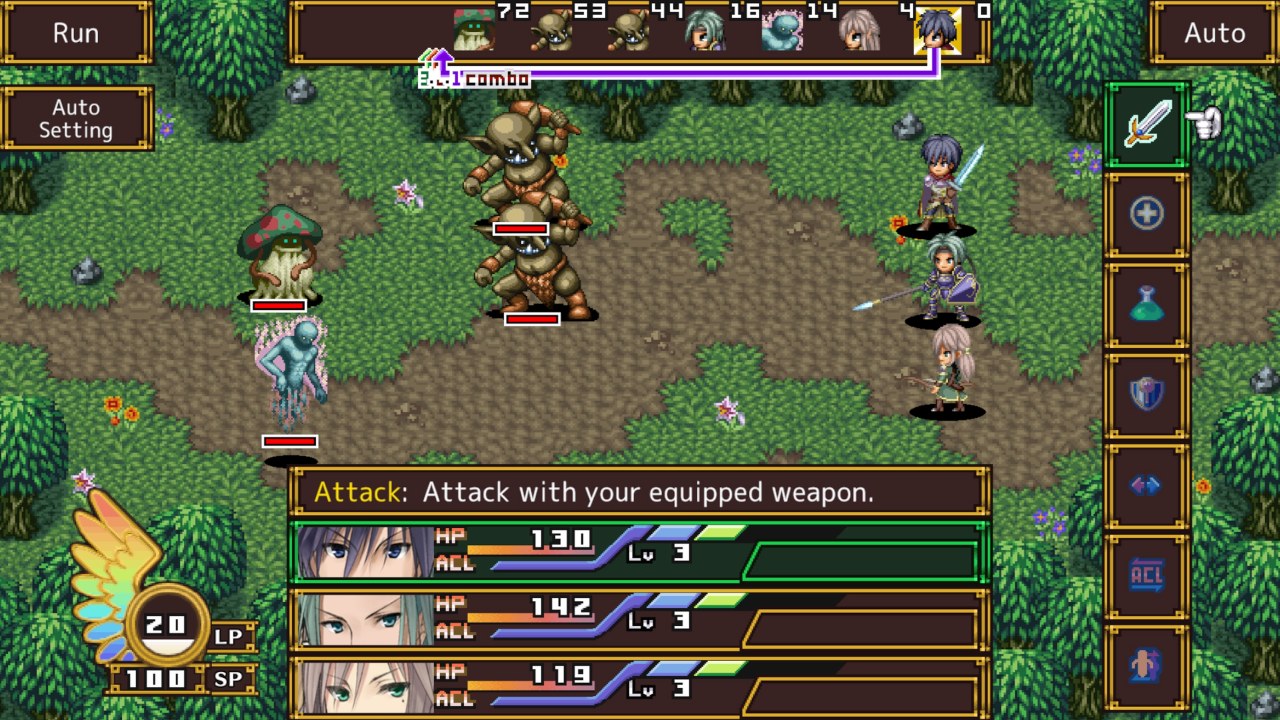 Run
72 53 44 16 14 4 0
Auto
1 combo
Auto
Setting
Attack: Attack with your equipped weapon.
HP 130
ACL Lv 3
HP 142
ACL Lv 3
HP 119
ACL Lv 3
20 LP
100 SP
ACL